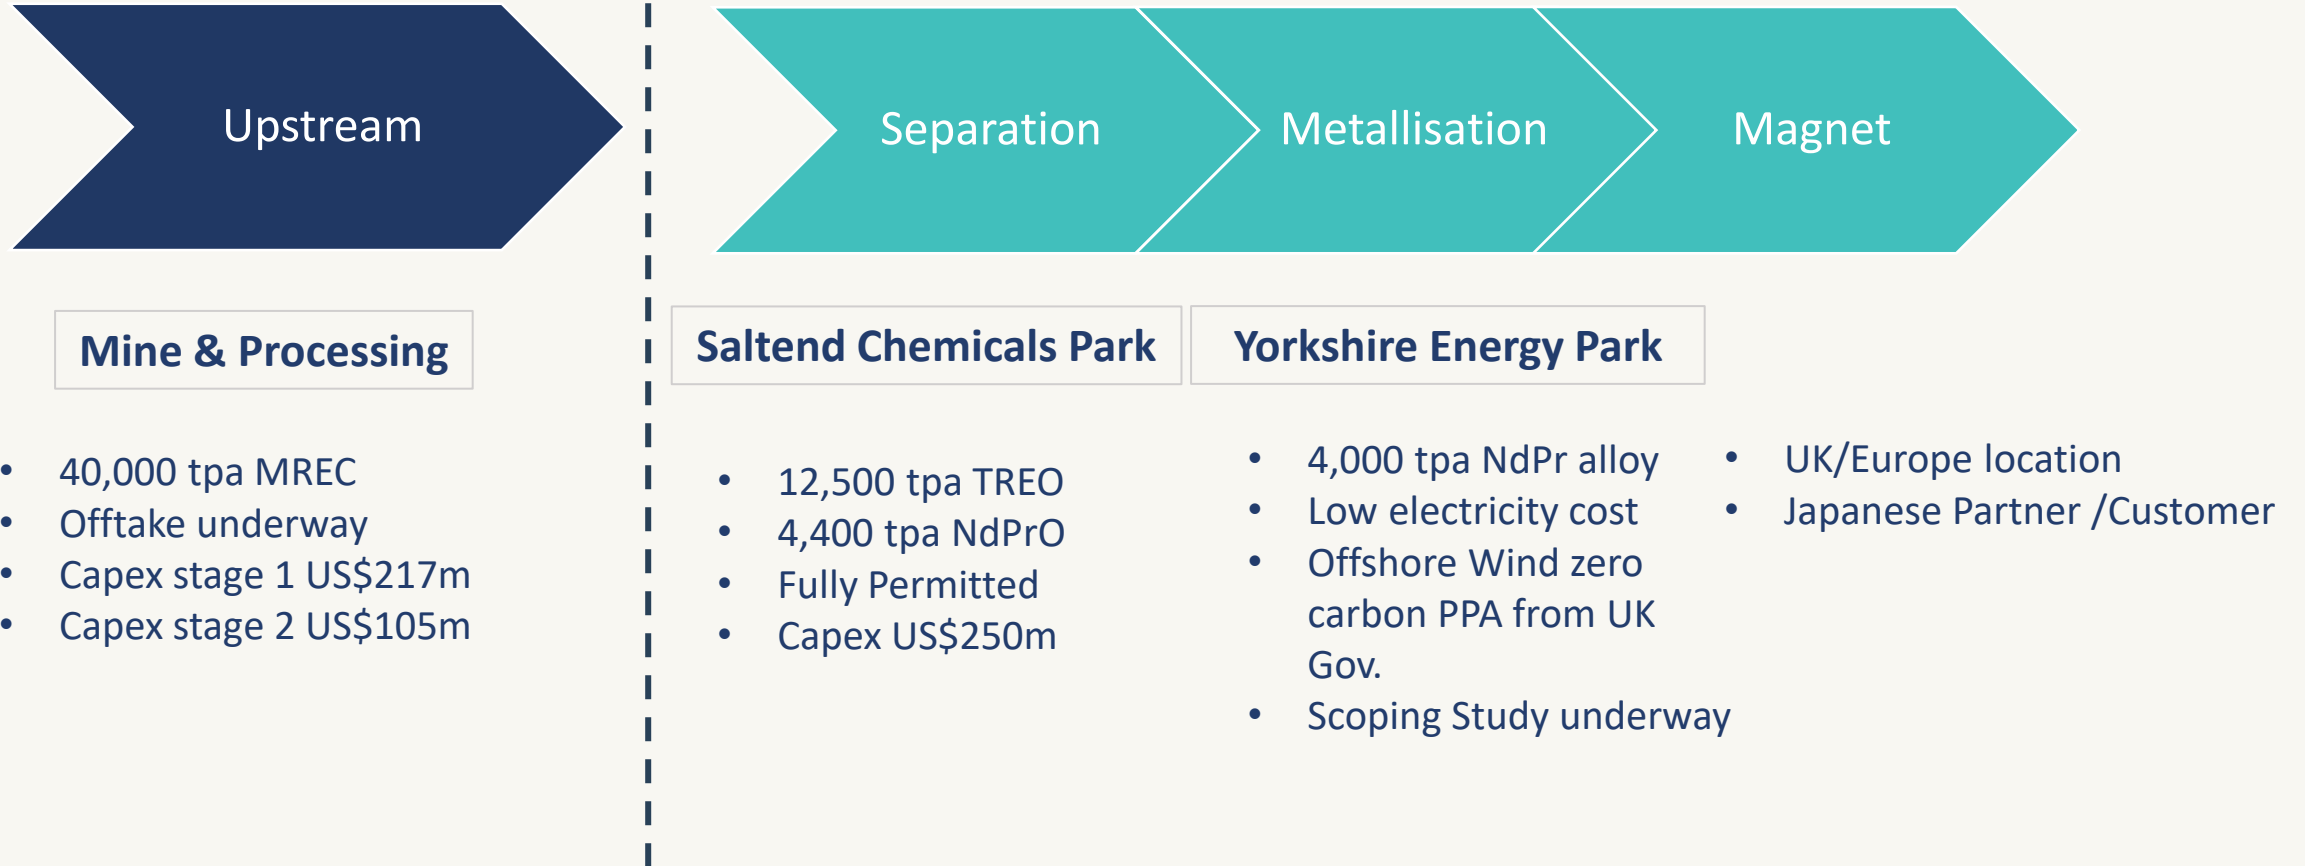 Upstream
Separation
Metallisation
Magnet
Mine & Processing
• 40,000 tpa MREC
• Offtake underway
• Capex stage 1 US$217m
• Capex stage 2 US$105m
Saltend Chemicals Park
• 12,500 tpa TREO
• 4,400 tpa NdPrO
• Fully Permitted
• Capex US$250m
Yorkshire Energy Park
• 4,000 tpa NdPr alloy
• Low electricity cost
• Offshore Wind zero
carbon PPA from UK
Gov.
• Scoping Study underway
• UK/Europe location
• Japanese Partner /Customer